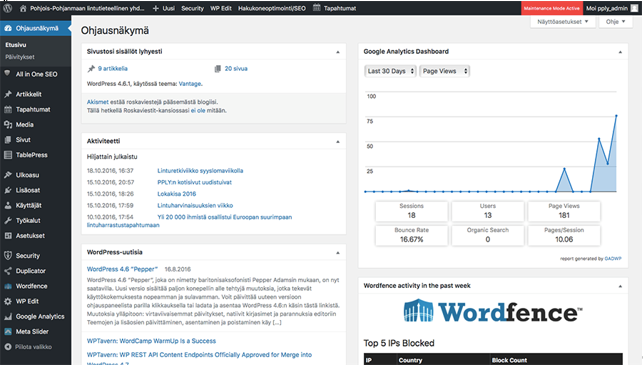 Pohjois-Pohjanmaan lintutieteellinen yhd... Uusi Security WP Edit Hakukoneoptimointi/SEO Tapahtumat Maintenance Mode Active Moi pply_admin
Näyttöasetukset Ohje
Ohjausnäkymä
Etusivu
Päivitykset
All in One SEO
Artikkelit
Tapahtumat
Media
Sivut
TablePress
Ulkoasu
Lisäosat
Käyttäjät
Työkalut
Asetukset
Security
Duplicator
Wordfence
WP Edit
Google Analytics
Meta Slider
Piilota valikko
Ohjausnäkymä
Sivustosi sisällöt lyhyesti
9 artikkelia 20 sivua
WordPress 4.6.1, käytössä teema: Vantage.
Akismet estää roskaviestejä pääsemästä blogiisi.
Tällä hetkellä Roskaviestit-kansiossasi ei ole mitään.
Aktiviteetti
Hiljattain julkaistu
18.10.2016, 16:37 Linturetkiviikko syyslomaviikolla
15.10.2016, 20:57 PPLY:n kotisivut uudistuivat
15.10.2016, 18:26 Lokakisa 2016
15.10.2016, 17:59 Lintuharvinaisuuksien viikko
10.10.2016, 17:54 Yli 20 000 ihmistä osallistui Euroopan suurimpaan
lintuharrastustapahtumaan
WordPress-uutisia
WordPress 4.6 "Pepper" 16.8.2016
WordPress 4.6 "Pepper", joka on nimetty baritonisaksofonisti Pepper Adamsin mukaan, on nyt
saatavilla. Uusi versio sisältää paljon konepellin alle tehtyjä muutoksia, jotka tekevät
käyttökokemuksesta nopeamman ja sulavamman. Voit päivittää uuteen versioon
ohjauspaneelista parilla klikkauksella tai ladata ja asentaa WordPress 4.6:n käsin tästä linkistä.
Muutoksia ylipäätoyn: virtaviivaisemmat päivitykset, natiivit kirjasimet ja parannuksia editoriin
Teemojen ja lisäosien päivittäminen, asentaminen ja poistaminen käy [...]
WPTavern: WordCamp WarmUp Is a Success
WPTavern: WP REST API Content Endpoints Officially Approved for Merge into
WordPress 4.7
Google Analytics Dashboard
Last 30 Days Page Views
100
75
50
25
Sessions Users Page Views
18 13 181
Bounce Rate Organic Search Pages/Session
16.67% 0 10.06
report generated by GADWP
Wordfence activity in the past week
Wordfence™
Top 5 IPs Blocked
IP Country Block Count